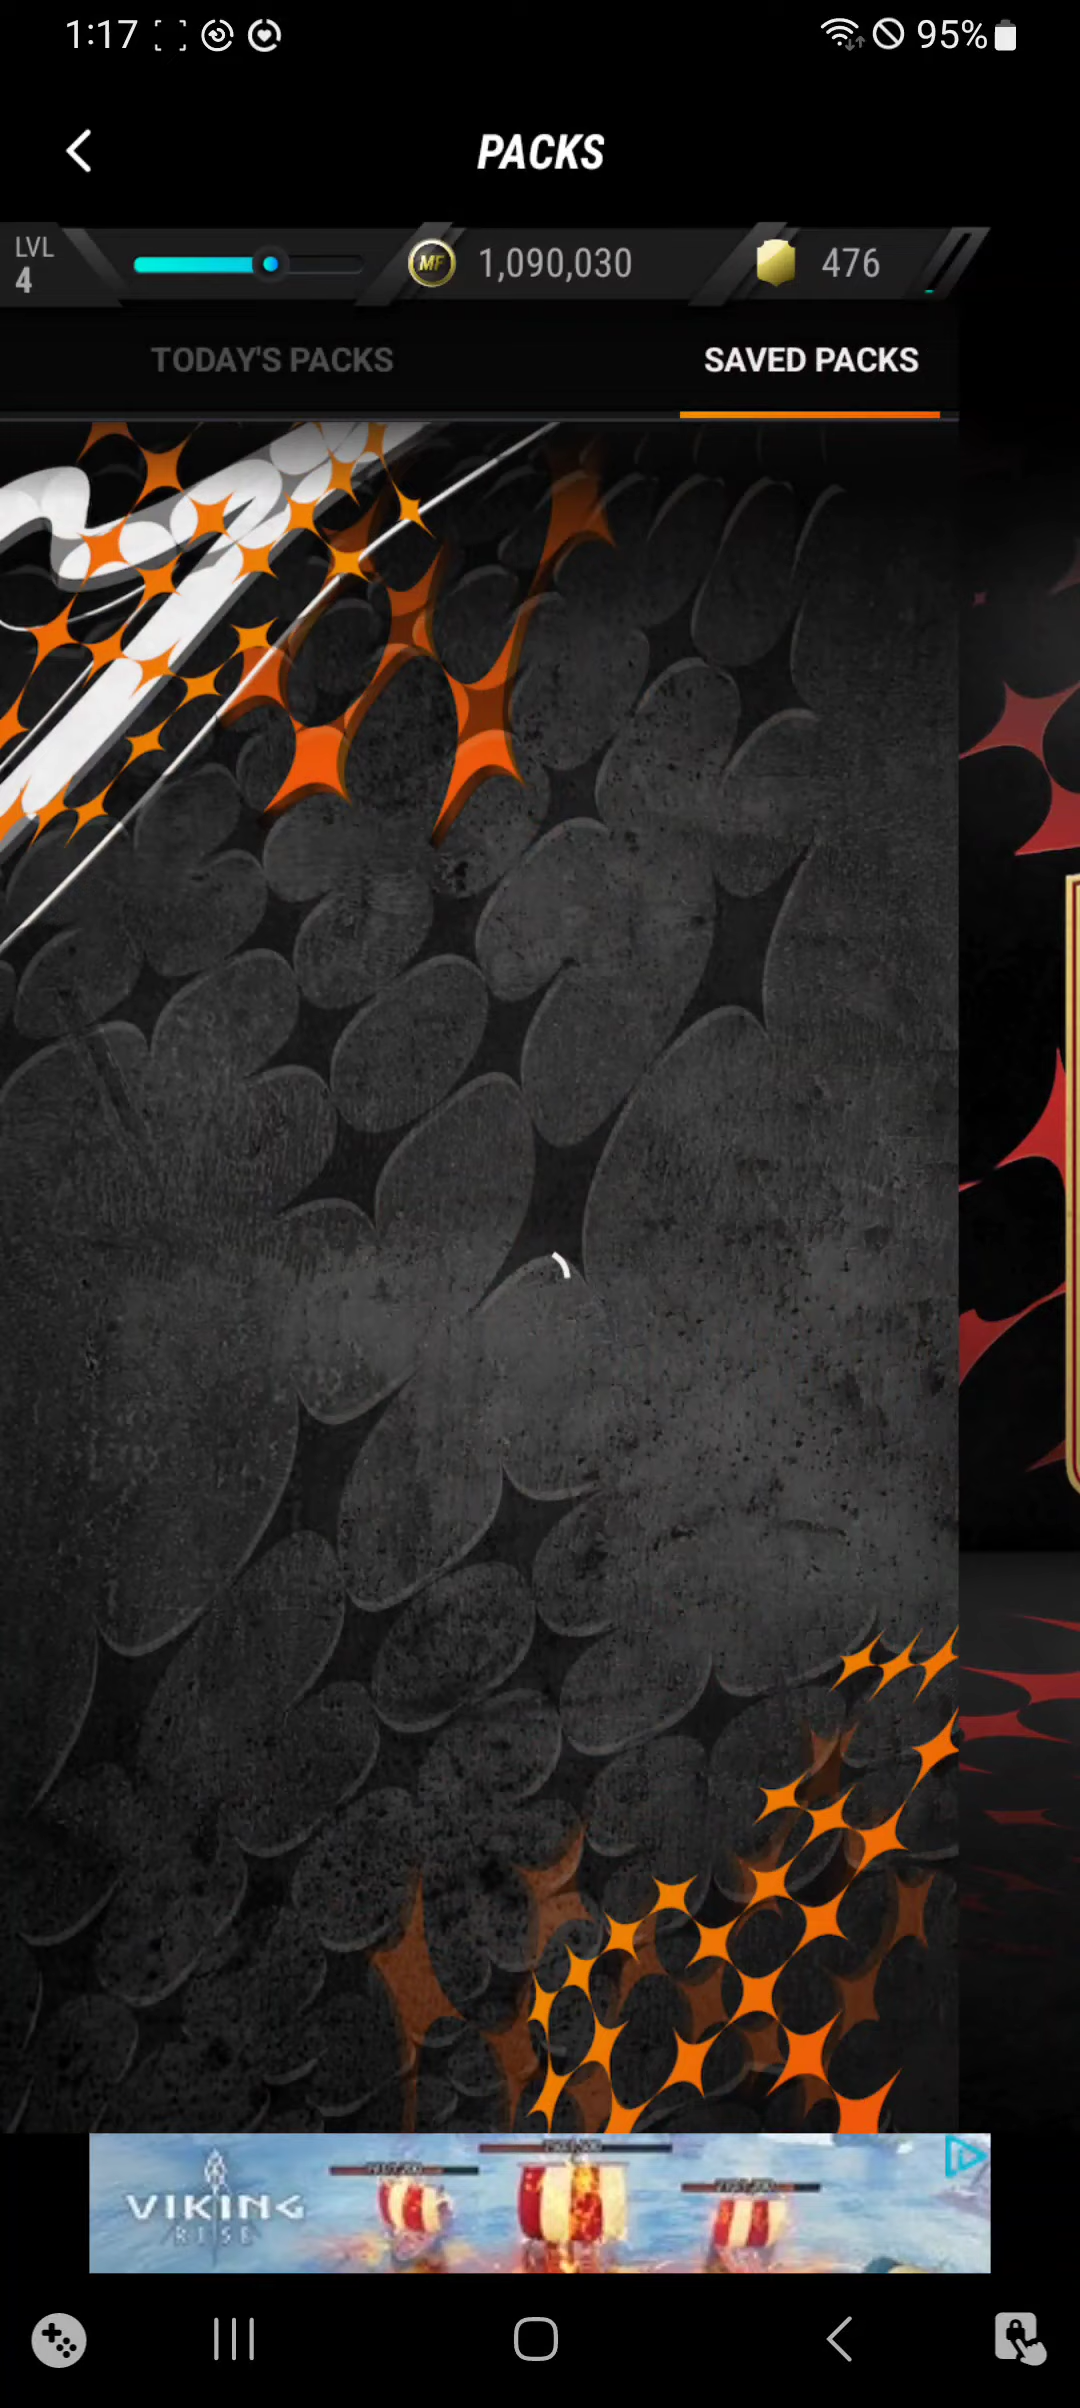 1:17
95%
PACKS
LVL
4
MF
1,090,030
476
TODAY'S PACKS
SAVED PACKS
VIKING
RISE